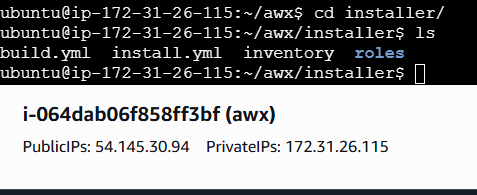 ubuntu@ip-172-31-26-115:~/awx$ cd installer/
ubuntu@ip-172-31-26-115:~/awx/installer$ ls
build.yml  install.yml  inventory  roles
ubuntu@ip-172-31-26-115:~/awx/installer$
i-064dab06f858ff3bf (awx)
PublicIPs: 54.145.30.94    PrivateIPs: 172.31.26.115